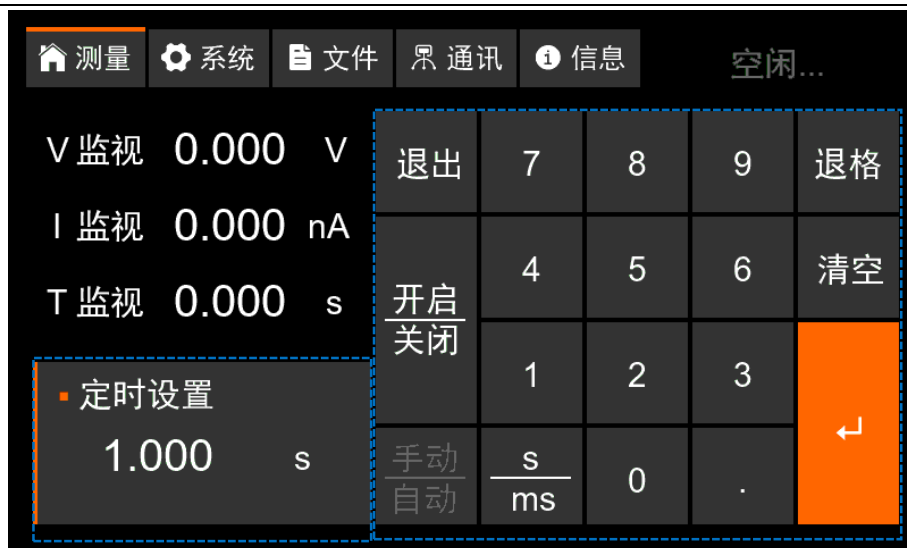 测量 系统 文件 통讯 信息 空闲...
V 监视 0.000 V
I 监视 0.000 nA
T 监视 0.000 s
定时设置
1.000 s
退出 7 8 9 退格
开启
关闭
4 5 6 清空
1 2 3
手动
自动
s
ms
0 .